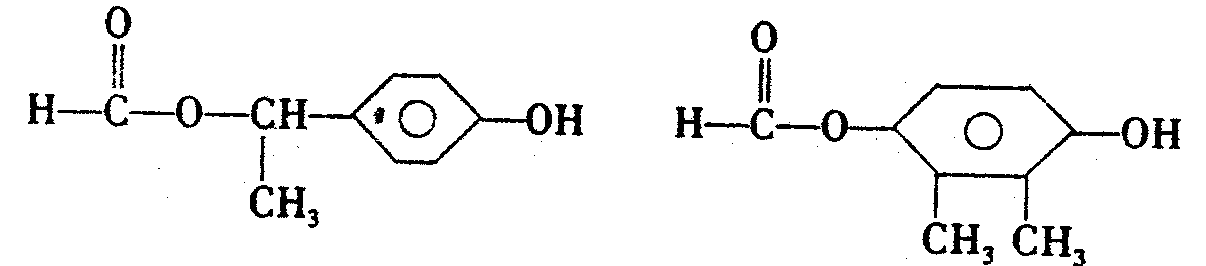 O
H—C—O—CH—OH
CH₃
O
H—C—O—OH
CH₃ CH₃